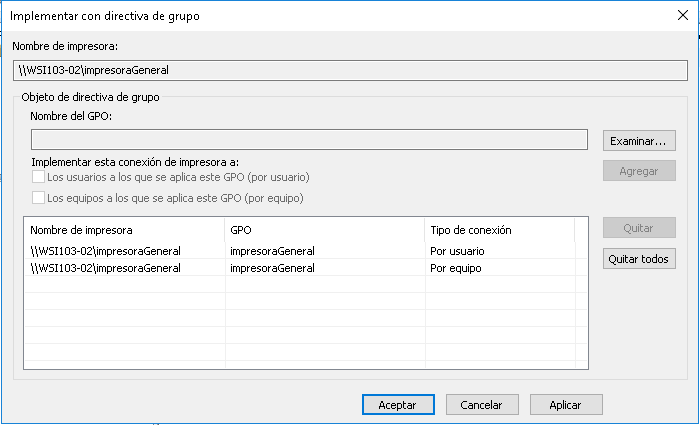 Implementar con directiva de grupo
Nombre de impresora:
\\WSI103-02\impresoraGeneral
Objeto de directiva de grupo
Nombre del GPO:
Examinar...
Implementar esta conexión de impresora a:
Los usuarios a los que se aplica este GPO (por usuario)
Agregar
Los equipos a los que se aplica este GPO (por equipo)
Nombre de impresora GPO Tipo de conexión
Quitar
\\WSI103-02\impresoraGeneral impresoraGeneral Por usuario
Quitar todos
\\WSI103-02\impresoraGeneral impresoraGeneral Por equipo
Aceptar Cancelar Aplicar